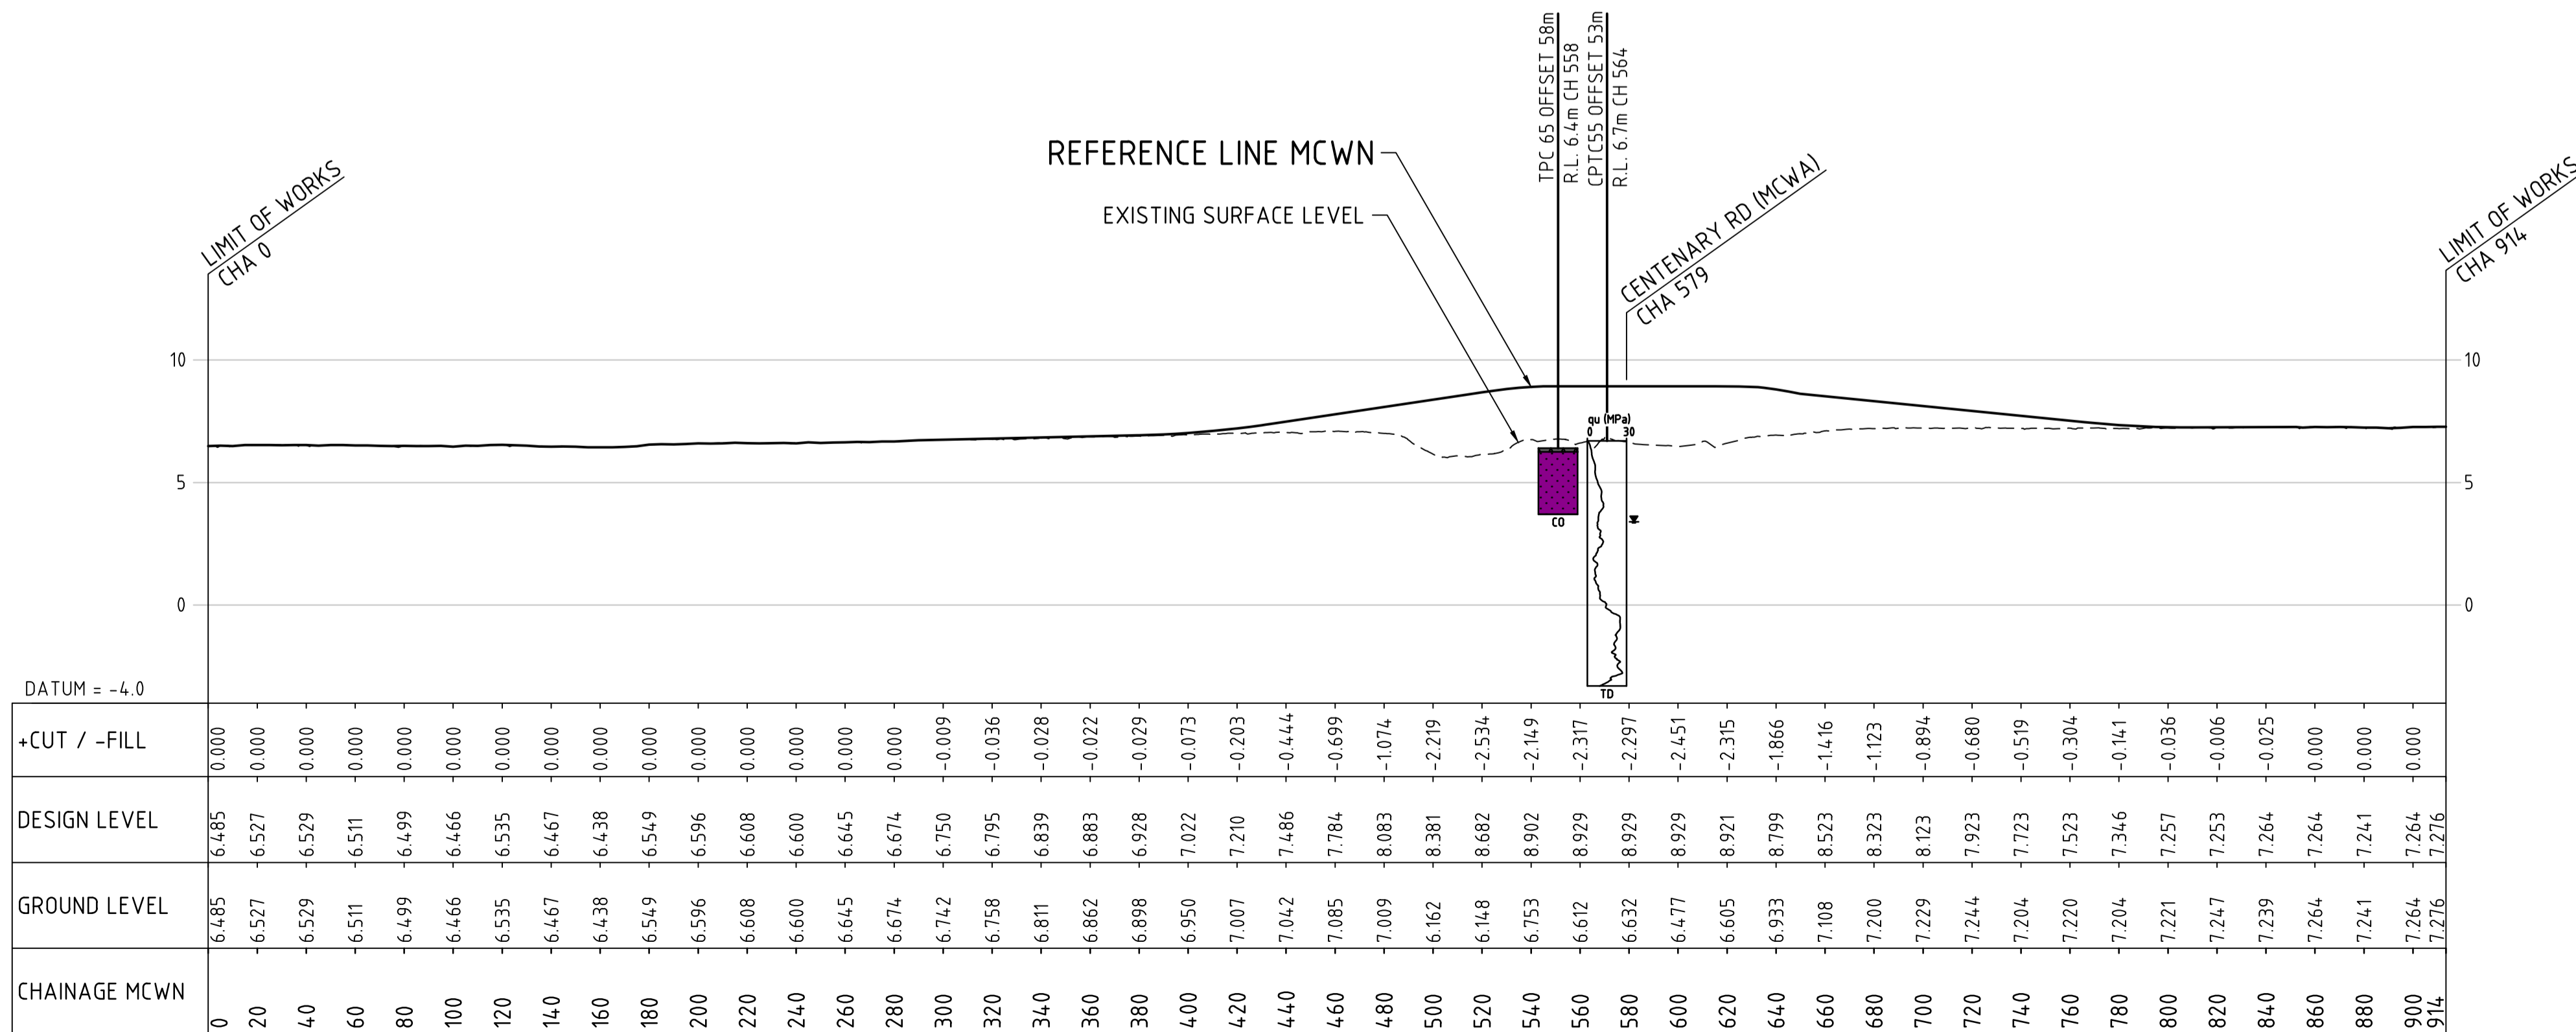 TPC 65 OFFSET 58m
R.L. 6.4m CH 558
CPTC55 OFFSET 53m
R.L. 6.7m CH 564
REFERENCE LINE MCWN
EXISTING SURFACE LEVEL
LIMIT OF WORKS
CHA 0
CENTENARY RD (MCWA)
CHA 579
LIMIT OF WORKS
CHA 914
10 10
qu (MPa)
0 30
5 5
CO
0 0
TD
DATUM = -4.0
+CUT / -FILL 0.000 0.000 0.000 0.000 0.000 0.000 0.000 0.000 0.000 0.000 0.000 0.000 0.000 0.000 0.000 -0.009 -0.036 -0.028 -0.022 -0.029 -0.073 -0.203 -0.444 -0.699 -1.074 -2.219 -2.534 -2.149 -2.317 -2.297 -2.451 -2.315 -1.866 -1.416 -1.123 -0.894 -0.680 -0.519 -0.304 -0.141 -0.036 -0.006 -0.025 0.000 0.000 0.000
DESIGN LEVEL 6.485 6.527 6.529 6.511 6.499 6.466 6.535 6.467 6.438 6.549 6.596 6.608 6.600 6.645 6.674 6.750 6.795 6.839 6.883 6.928 7.022 7.210 7.486 7.784 8.083 8.381 8.682 8.902 8.929 8.929 8.929 8.921 8.799 8.523 8.323 8.123 7.923 7.723 7.523 7.346 7.257 7.253 7.264 7.264 7.241 7.264 7.276
GROUND LEVEL 6.485 6.527 6.529 6.511 6.499 6.466 6.535 6.467 6.438 6.549 6.596 6.608 6.600 6.645 6.674 6.742 6.758 6.811 6.862 6.898 6.950 7.007 7.042 7.085 7.009 6.162 6.148 6.753 6.612 6.632 6.477 6.605 6.933 7.108 7.200 7.229 7.244 7.204 7.220 7.204 7.221 7.247 7.239 7.264 7.241 7.264 7.276
CHAINAGE MCWN 0 20 40 60 80 100 120 140 160 180 200 220 240 260 280 300 320 340 360 380 400 420 440 460 480 500 520 540 560 580 600 620 640 660 680 700 720 740 760 780 800 820 840 860 880 900 914